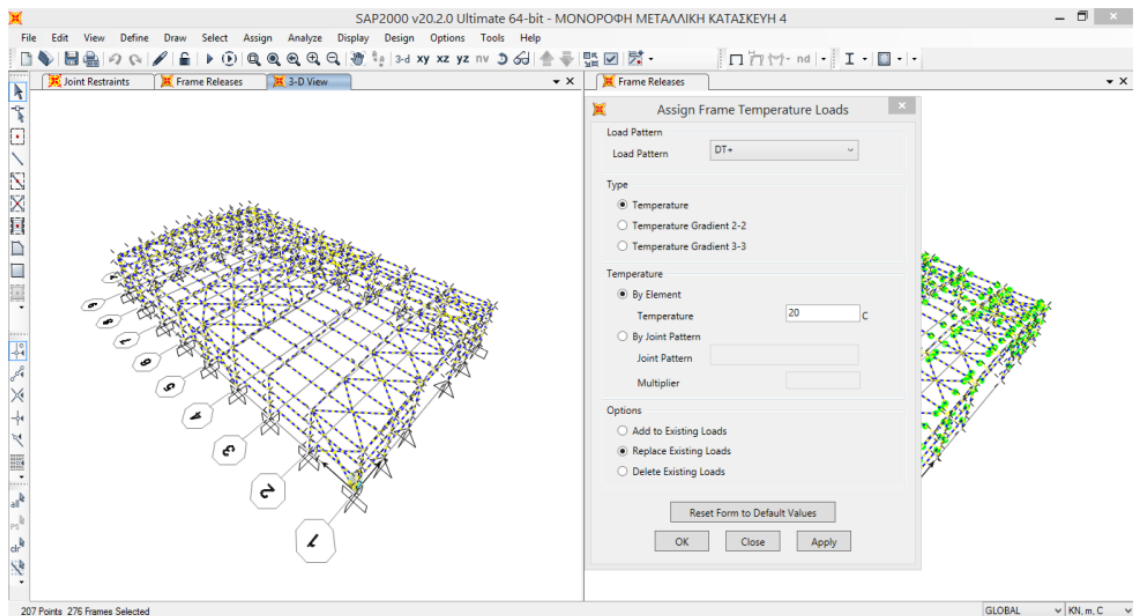 SAP2000 v20.2.0 Ultimate 64-bit - ΜΟΝΟΡΟΦΗ ΜΕΤΑΛΛΙΚΗ ΚΑΤΑΣΚΕΥΗ 4
File Edit View Define Draw Select Assign Analyze Display Design Options Tools Help
3-d xy xz yz nv nd
Joint Restraints Frame Releases 3-D View
Frame Releases
Assign Frame Temperature Loads
Load Pattern
Load Pattern DT+
Type
Temperature
Temperature Gradient 2-2
Temperature Gradient 3-3
Temperature
By Element
Temperature 20 C
By Joint Pattern
Joint Pattern
Multiplier
Options
Add to Existing Loads
Replace Existing Loads
Delete Existing Loads
Reset Form to Default Values
OK Close Apply
all
ps
clr
7
6
5
4
3
2
1
207 Points 276 Frames Selected
GLOBAL KN, m, C